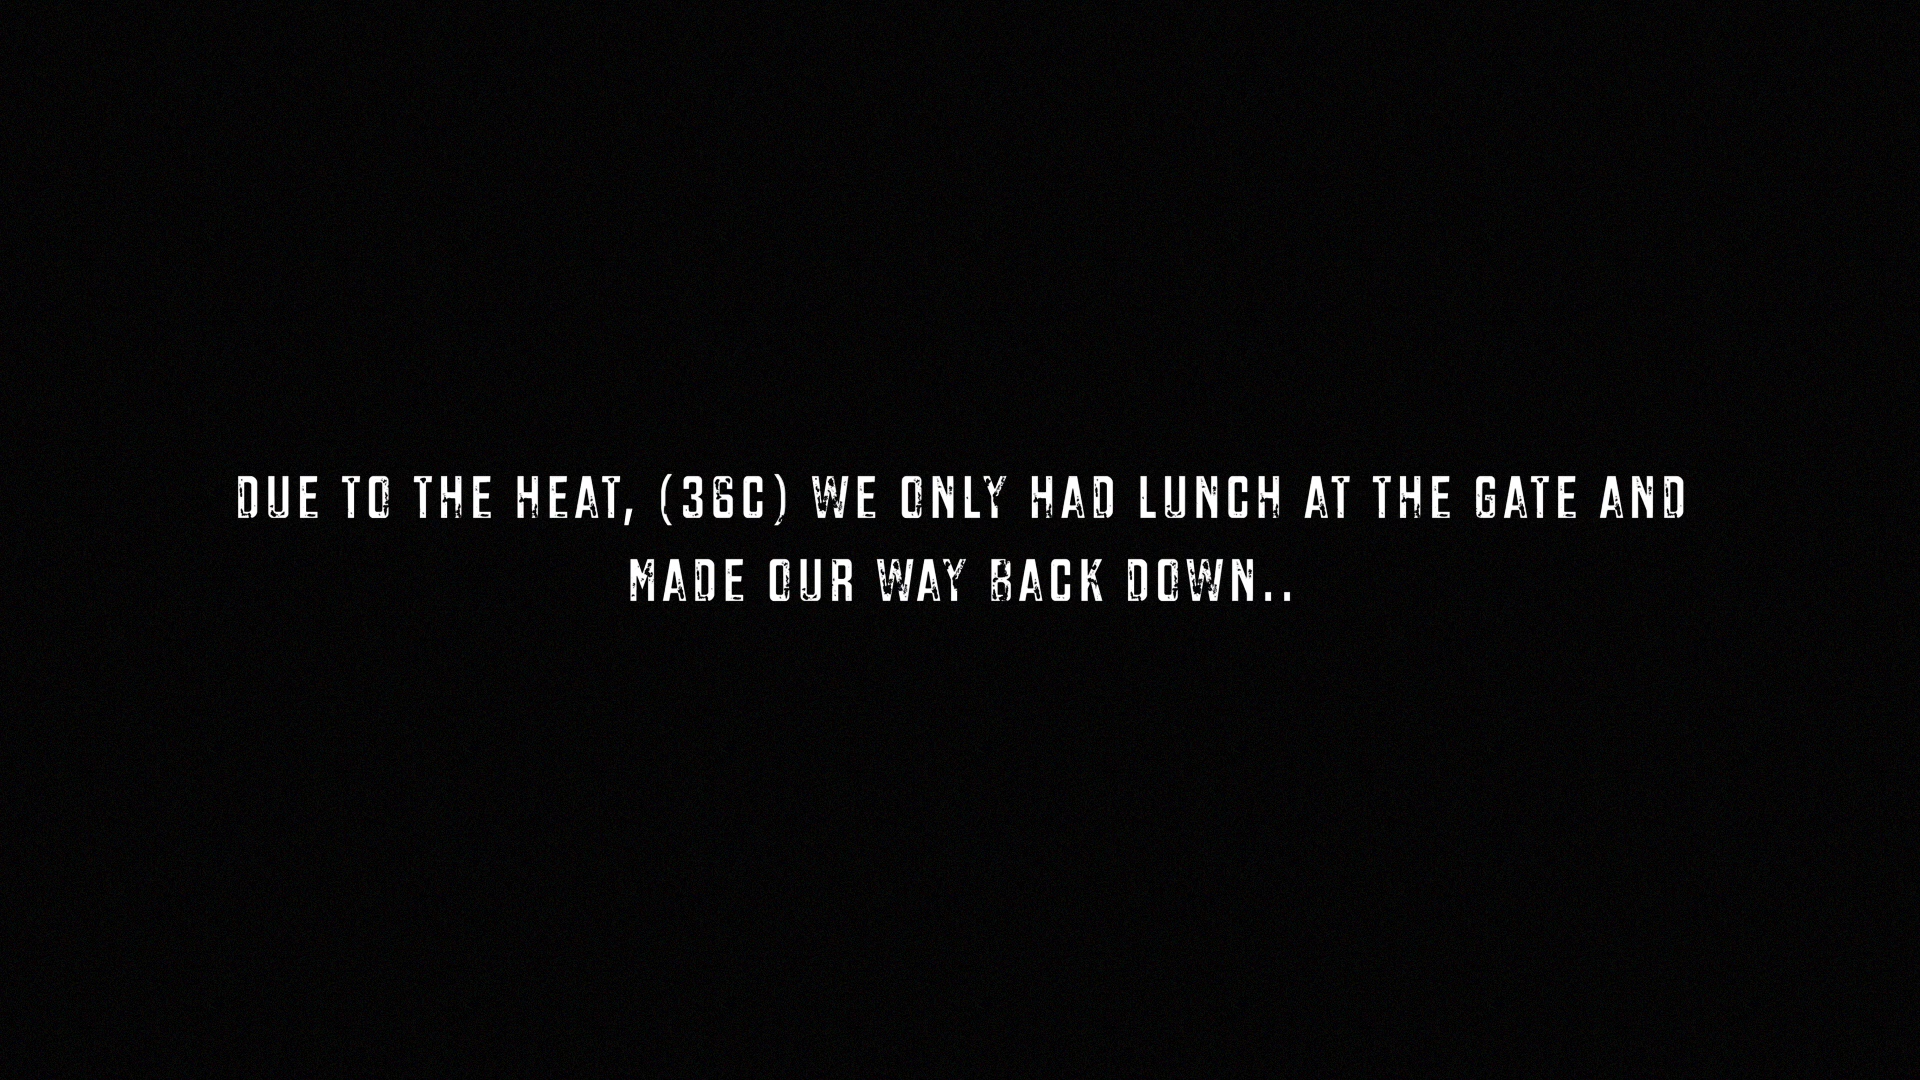 DUE TO THE HEAT, (36C) WE ONLY HAD LUNCH AT THE GATE AND
MADE OUR WAY BACK DOWN..